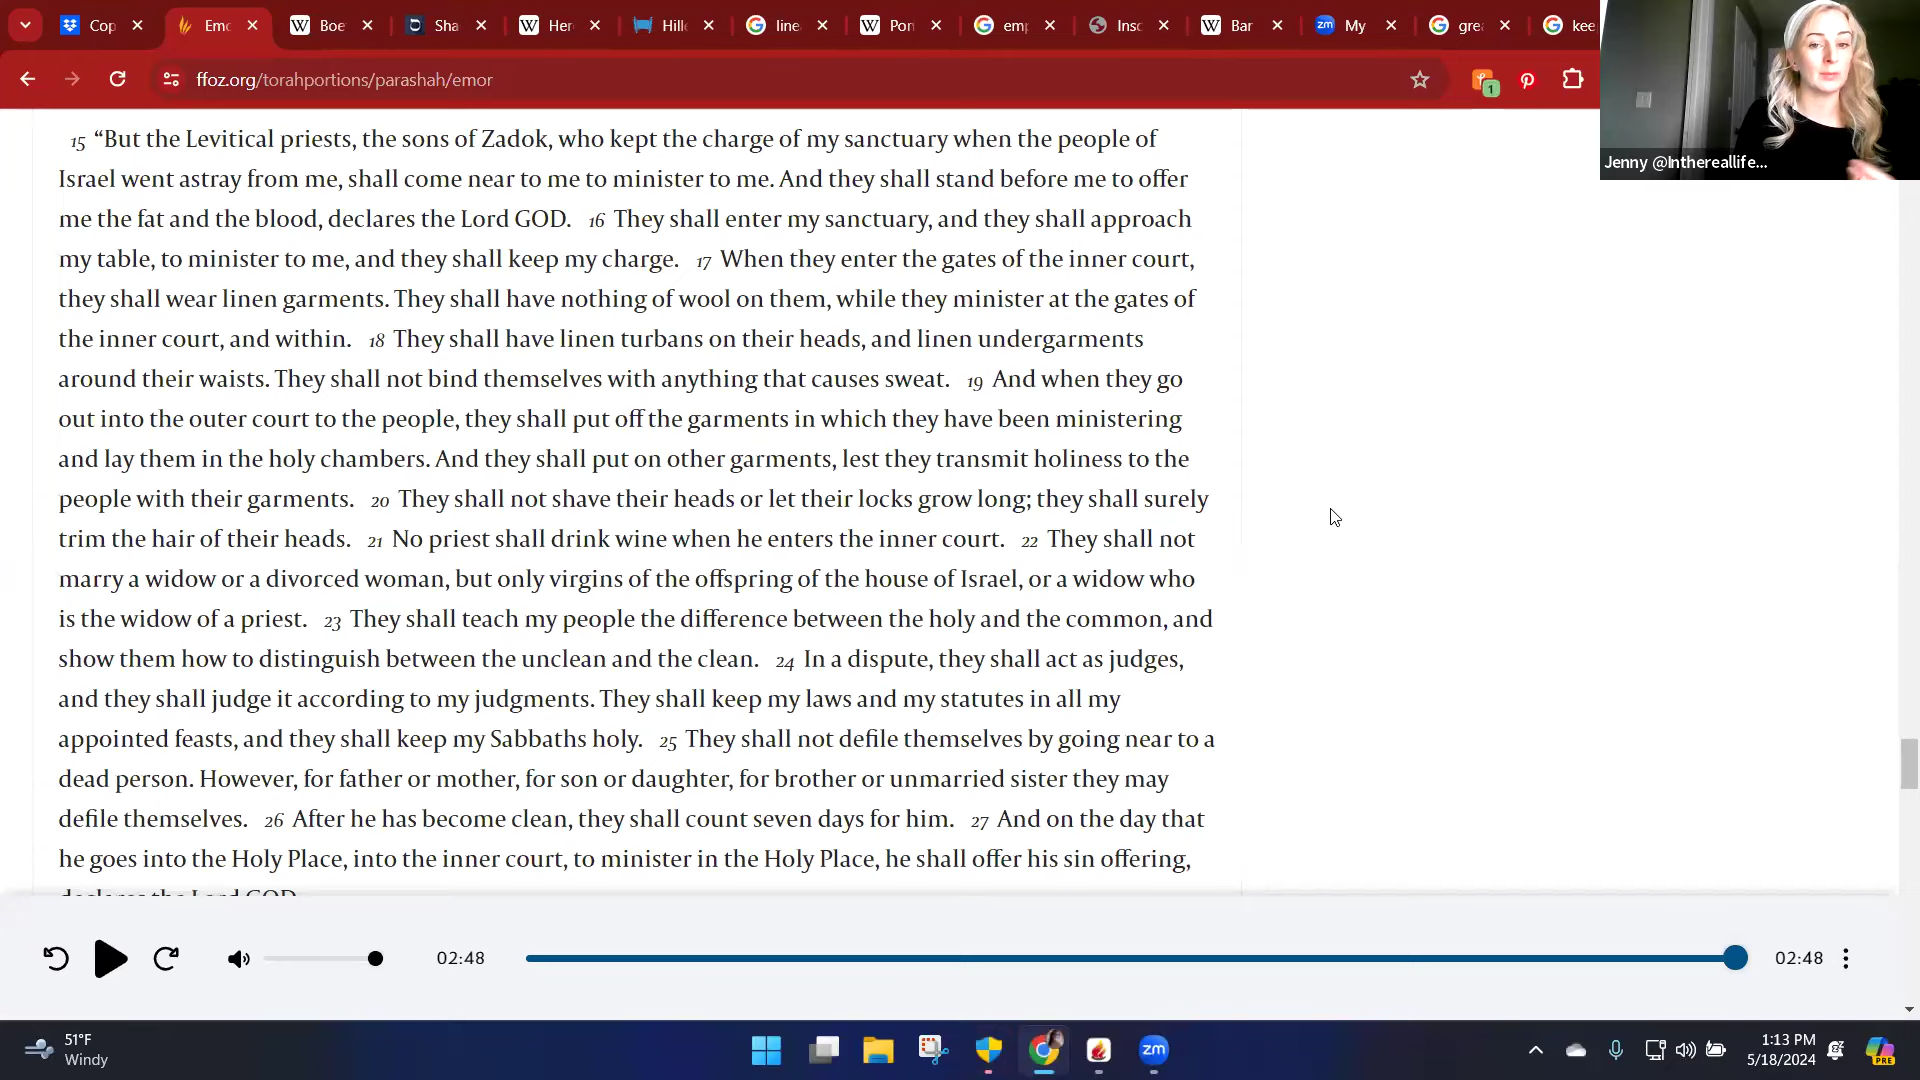 Cop
Emo
Boe
Sha
Her
Hill
line
Pon
emp
Insc
Bar
My
grea
kee
ffoz.org/torahportions/parashah/emor
1
Jenny @Inthereallife...
15 “But the Levitical priests, the sons of Zadok, who kept the charge of my sanctuary when the people of
Israel went astray from me, shall come near to me to minister to me. And they shall stand before me to offer
me the fat and the blood, declares the Lord GOD. 16 They shall enter my sanctuary, and they shall approach
my table, to minister to me, and they shall keep my charge. 17 When they enter the gates of the inner court,
they shall wear linen garments. They shall have nothing of wool on them, while they minister at the gates of
the inner court, and within. 18 They shall have linen turbans on their heads, and linen undergarments
around their waists. They shall not bind themselves with anything that causes sweat. 19 And when they go
out into the outer court to the people, they shall put off the garments in which they have been ministering
and lay them in the holy chambers. And they shall put on other garments, lest they transmit holiness to the
people with their garments. 20 They shall not shave their heads or let their locks grow long; they shall surely
trim the hair of their heads. 21 No priest shall drink wine when he enters the inner court. 22 They shall not
marry a widow or a divorced woman, but only virgins of the offspring of the house of Israel, or a widow who
is the widow of a priest. 23 They shall teach my people the difference between the holy and the common, and
show them how to distinguish between the unclean and the clean. 24 In a dispute, they shall act as judges,
and they shall judge it according to my judgments. They shall keep my laws and my statutes in all my
appointed feasts, and they shall keep my Sabbaths holy. 25 They shall not defile themselves by going near to a
dead person. However, for father or mother, for son or daughter, for brother or unmarried sister they may
defile themselves. 26 After he has become clean, they shall count seven days for him. 27 And on the day that
he goes into the Holy Place, into the inner court, to minister in the Holy Place, he shall offer his sin offering,
declares the Lord GOD
02:48
02:48
51°F
Windy
zm
1:13 PM
5/18/2024
PRE